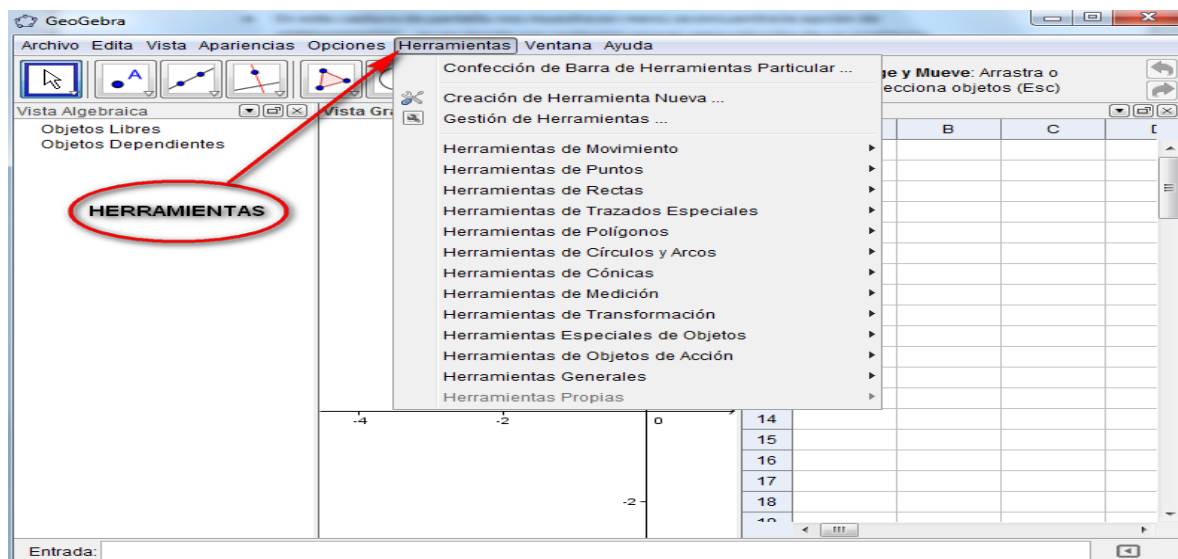 GeoGebra
Archivo Edita Vista Apariencias Opciones Herramientas Ventana Ayuda
A
Confección de Barra de Herramientas Particular ...
Creación de Herramienta Nueva ...
Gestión de Herramientas ...
Herramientas de Movimiento
Herramientas de Puntos
Herramientas de Rectas
Herramientas de Trazados Especiales
Herramientas de Polígonos
Herramientas de Círculos y Arcos
Herramientas de Cónicas
Herramientas de Medición
Herramientas de Transformación
Herramientas Especiales de Objetos
Herramientas de Objetos de Acción
Herramientas Generales
Herramientas Propias
y Mueve: Arrastra o
objetos (Esc)
Vista Algebraica
Objetos Libres
Objetos Dependientes
HERRAMIENTAS
Vista
B C
-4 -2 0
-2
14
15
16
17
18
Entrada: